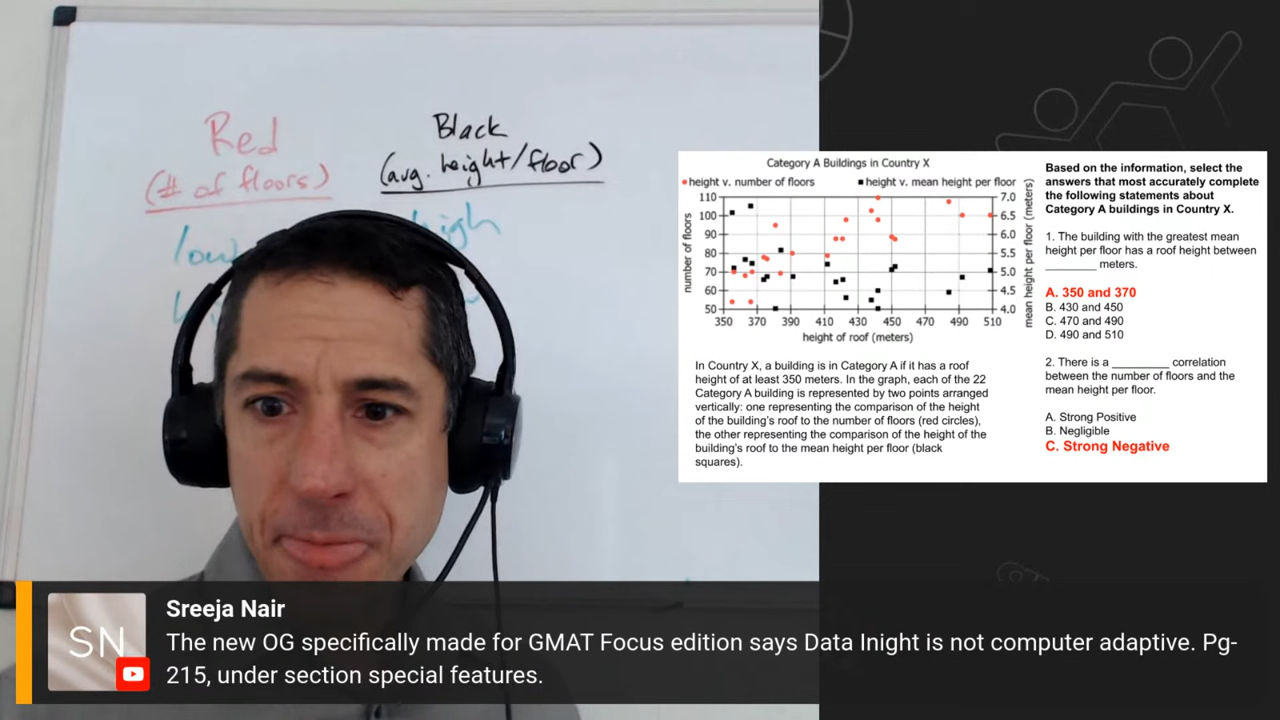 Red
(# of floors)
Black
(avg. height/floor)
low
high
Category A Buildings in Country X
height v. number of floors
height v. mean height per floor
number of floors
110
100
90
80
70
60
50
7.0
6.5
6.0
5.5
5.0
4.5
4.0
mean height per floor (meters)
350 370 390 410 430 450 470 490 510
height of roof (meters)
In Country X, a building is in Category A if it has a roof
height of at least 350 meters. In the graph, each of the 22
Category A building is represented by two points arranged
vertically: one representing the comparison of the height
of the building's roof to the number of floors (red circles),
the other representing the comparison of the height of the
building's roof to the mean height per floor (black
squares).
Based on the information, select the
answers that most accurately complete
the following statements about
Category A buildings in Country X.
1. The building with the greatest mean
height per floor has a roof height between
________ meters.
A. 350 and 370
B. 430 and 450
C. 470 and 490
D. 490 and 510
2. There is a ________ correlation
between the number of floors and the
mean height per floor.
A. Strong Positive
B. Negligible
C. Strong Negative
SN
Sreeja Nair
The new OG specifically made for GMAT Focus edition says Data Inight is not computer adaptive. Pg-
215, under section special features.